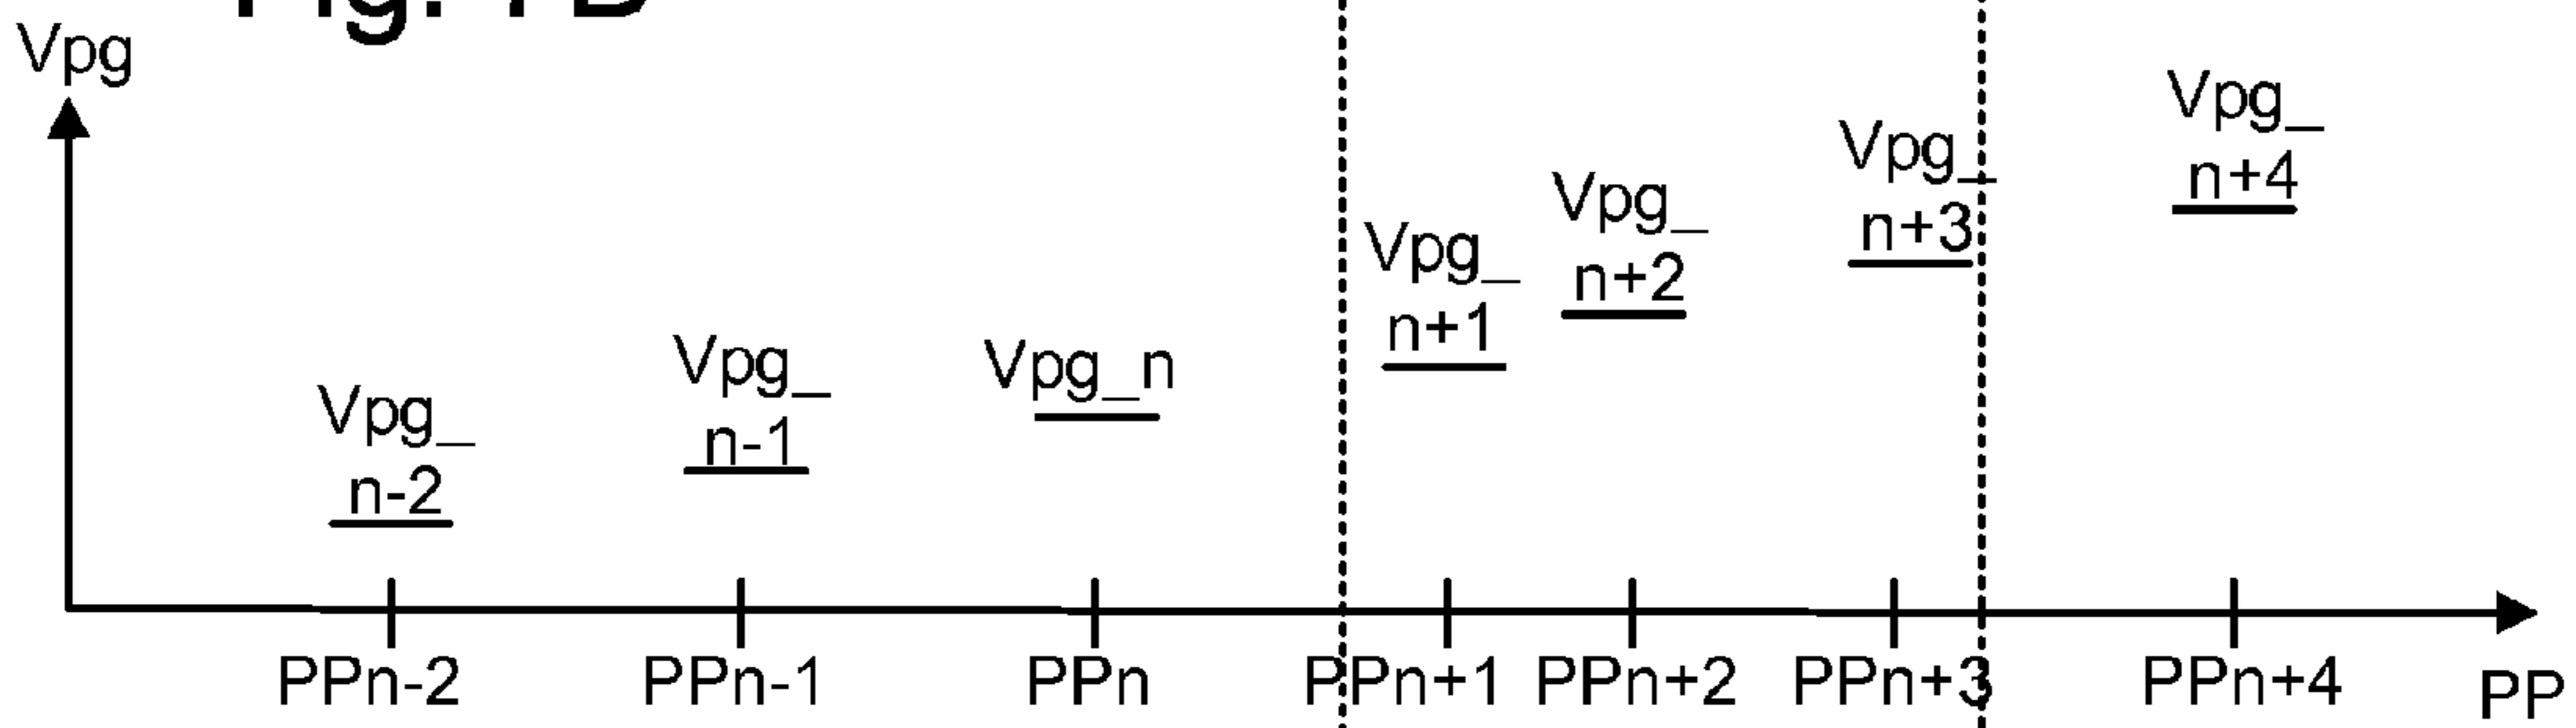 Vpg
Vpg_
n-2
Vpg_
n-1
Vpg_n
Vpg_
n+1
Vpg_
n+2
Vpg_
n+3
Vpg_
n+4
PPn-2 PPn-1 PPn PPn+1 PPn+2 PPn+3 PPn+4 PP